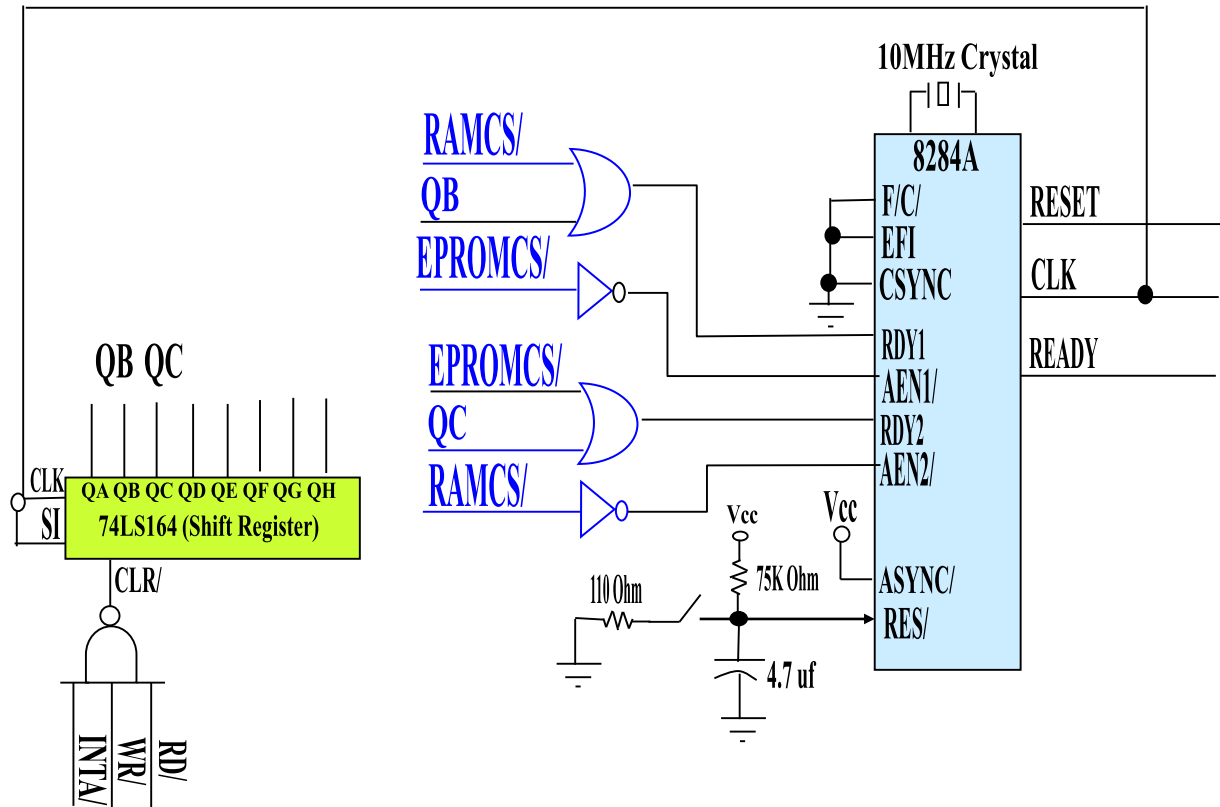 10MHz Crystal
8284A
RAMCS/
QB
EPROMCS/
EPROMCS/
QC
RAMCS/
F/C/
EFI
CSYNC
RDY1
AEN1/
RDY2
AEN2/
ASYNC/
RES/
RESET
CLK
READY
QB QC
CLK
SI
QA QB QC QD QE QF QG QH
74LS164 (Shift Register)
CLR/
INTA/
WR/
RD/
110 Ohm
Vcc
75K Ohm
Vcc
4.7 uf